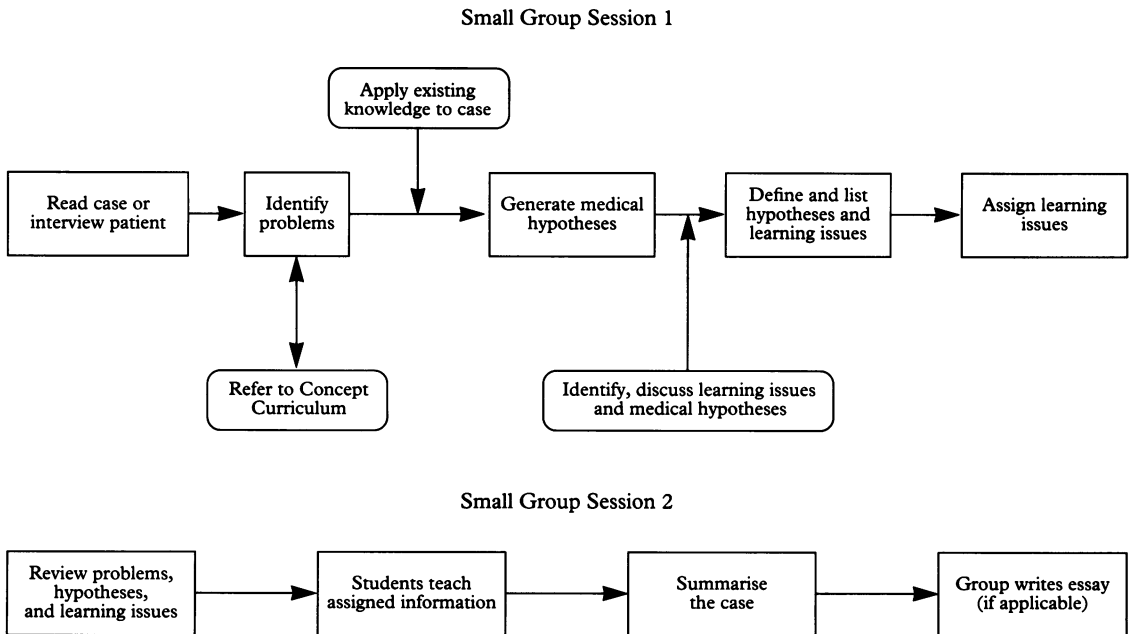 Small Group Session 1
Apply existing
knowledge to case
Read case or
interview patient
Identify
problems
Generate medical
hypotheses
Define and list
hypotheses and
learning issues
Assign learning
issues
Refer to Concept
Curriculum
Identify, discuss learning issues
and medical hypotheses
Small Group Session 2
Review problems,
hypotheses,
and learning issues
Students teach
assigned information
Summarise
the case
Group writes essay
(if applicable)